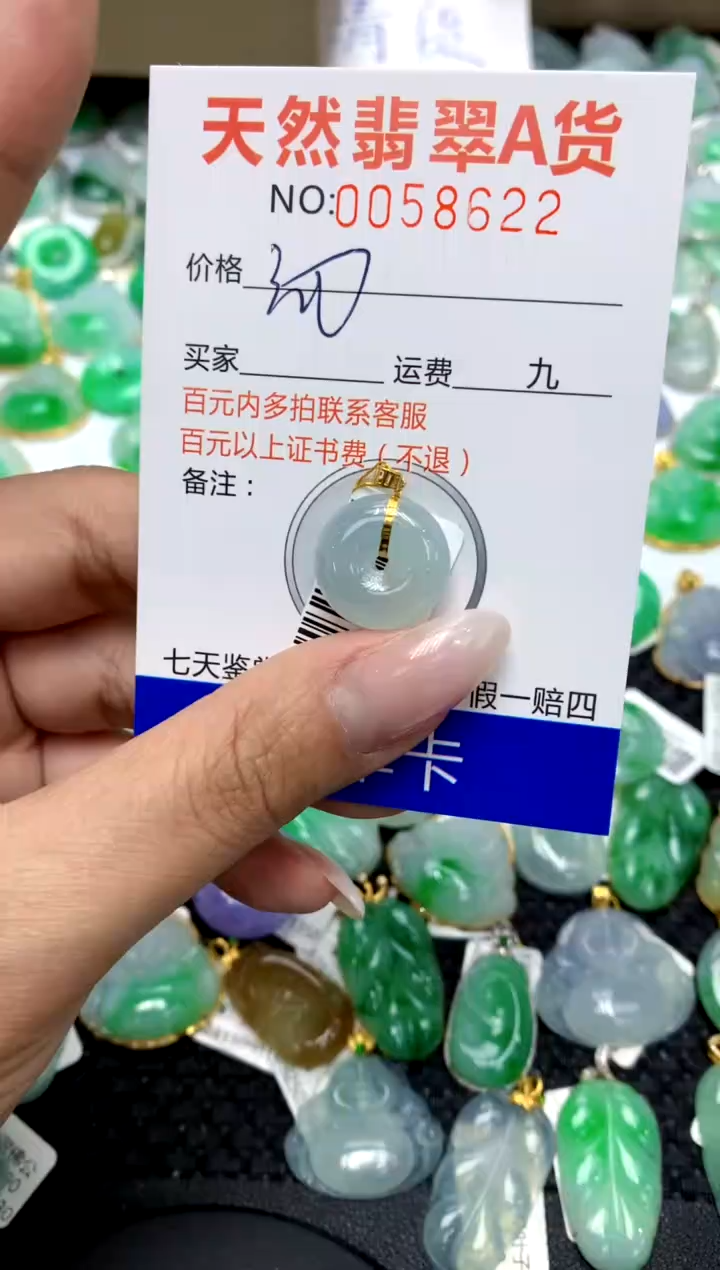 天然翡翠A货
NO:0058622
价格
买家 运费 九
百元内多拍联系客服
百元以上证书费（不退）
备注：
七天鉴 假一赔四
卡